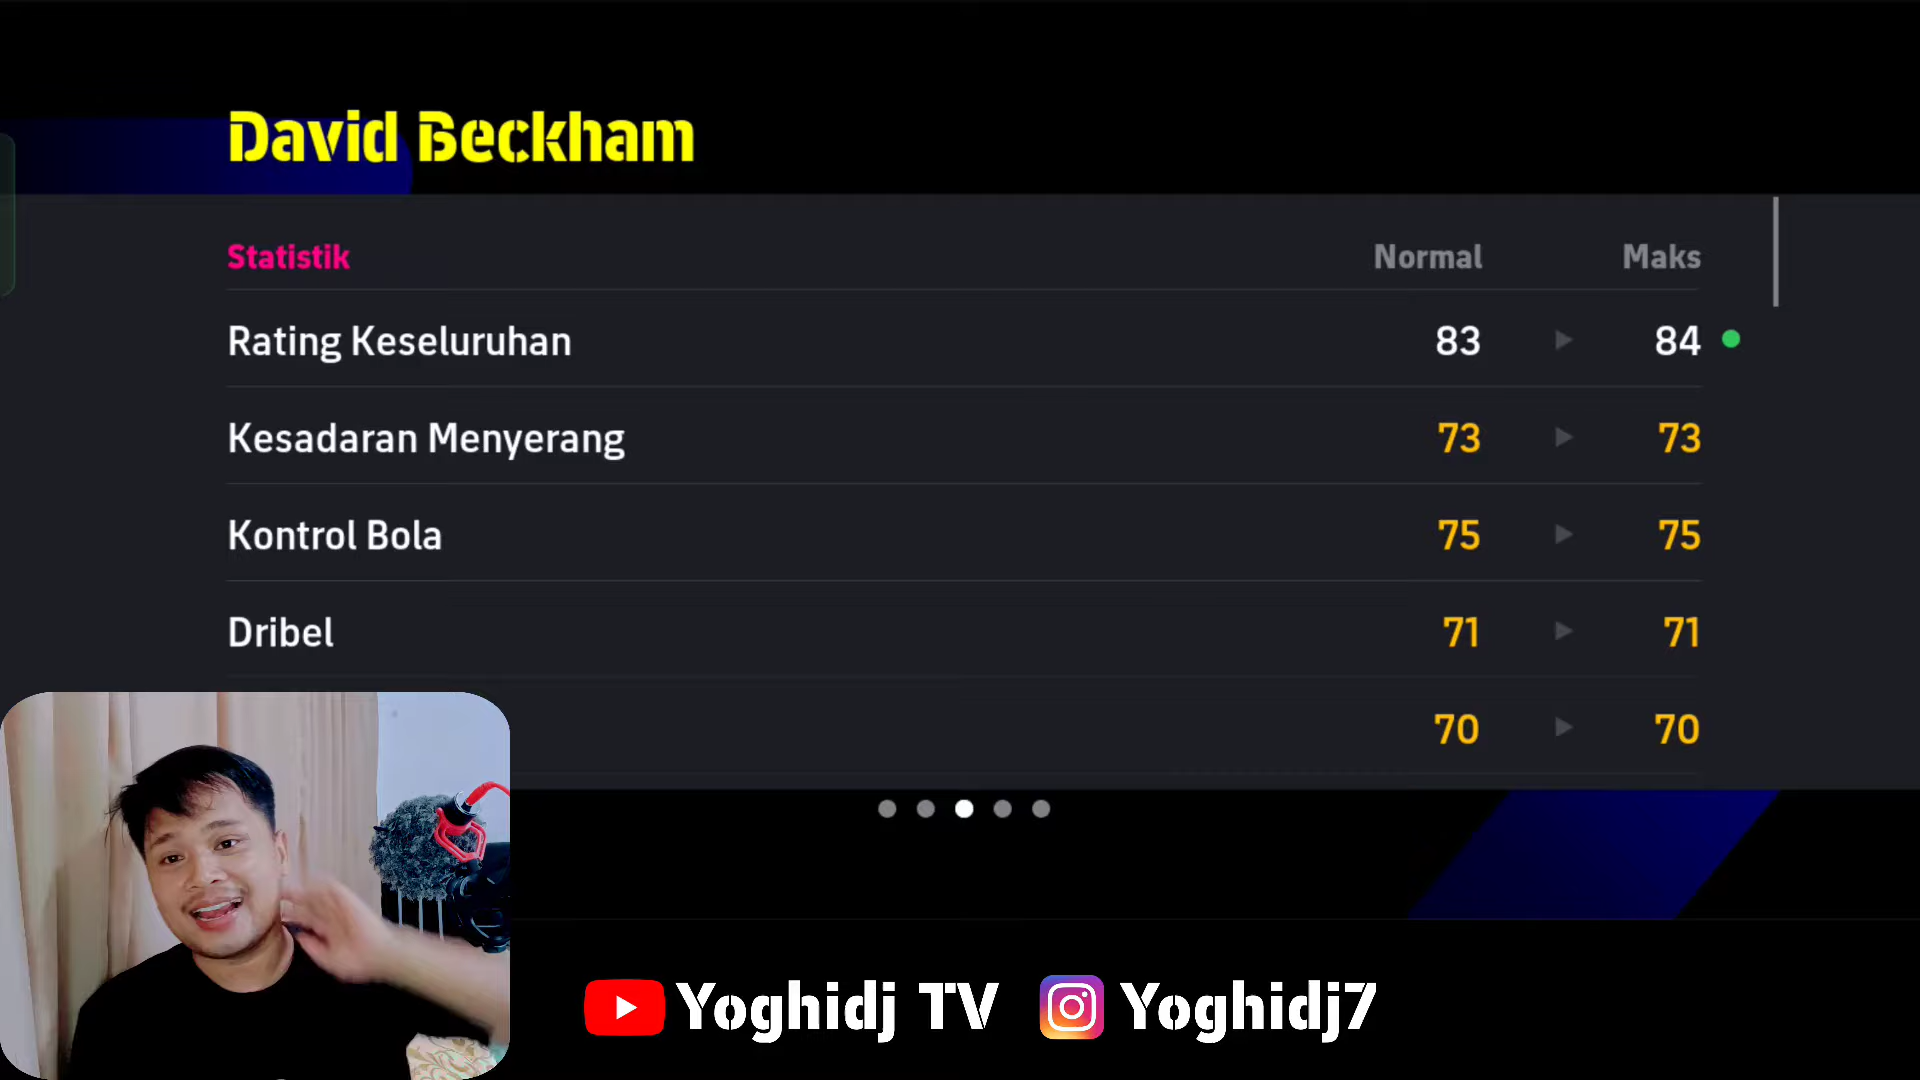 David Beckham
Statistik Normal Maks
Rating Keseluruhan 83 84
Kesadaran Menyerang 73 73
Kontrol Bola 75 75
Dribel 71 71
70 70
Yoghidj TV Yoghidj7